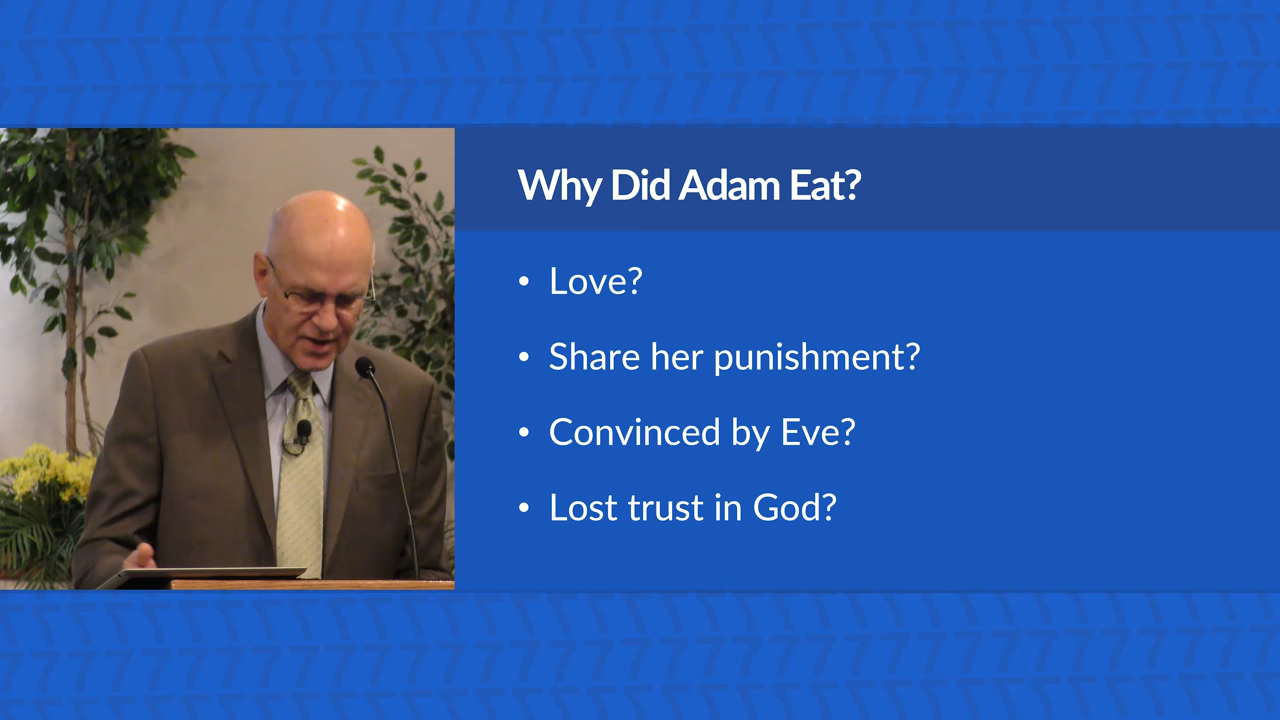 Why Did Adam Eat?
• Love?
• Share her punishment?
• Convinced by Eve?
• Lost trust in God?